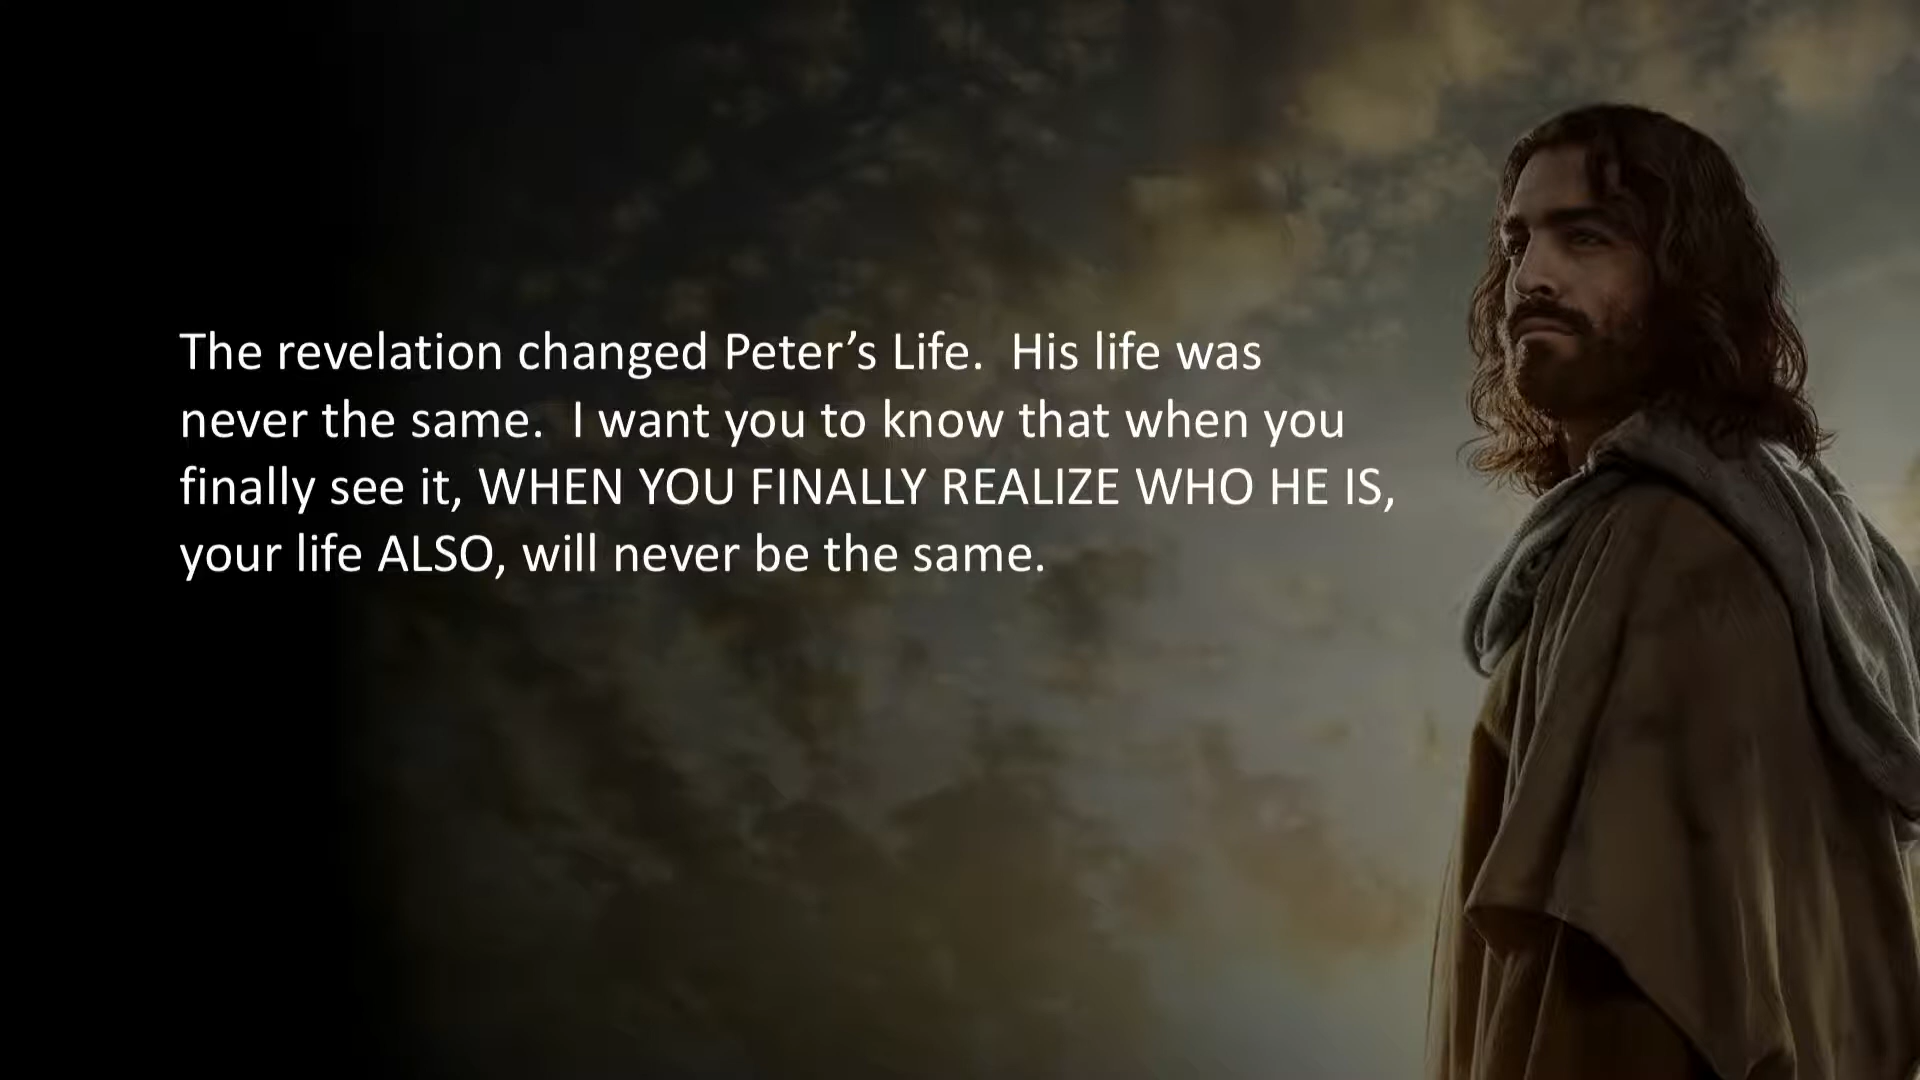 The revelation changed Peter’s Life.  His life was
never the same.  I want you to know that when you
finally see it, WHEN YOU FINALLY REALIZE WHO HE IS,
your life ALSO, will never be the same.